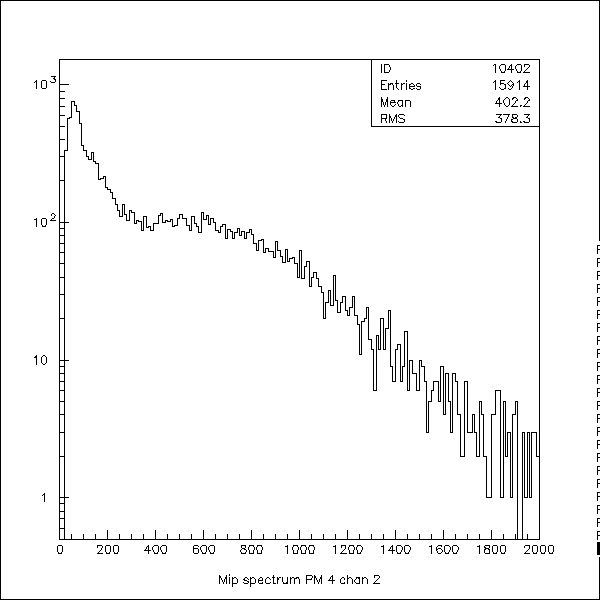 ID 10402
Entries 15914
Mean 402.2
RMS 378.3
10³
10²
10
1
0 200 400 600 800 1000 1200 1400 1600 1800 2000
Mip spectrum PM 4 chan 2